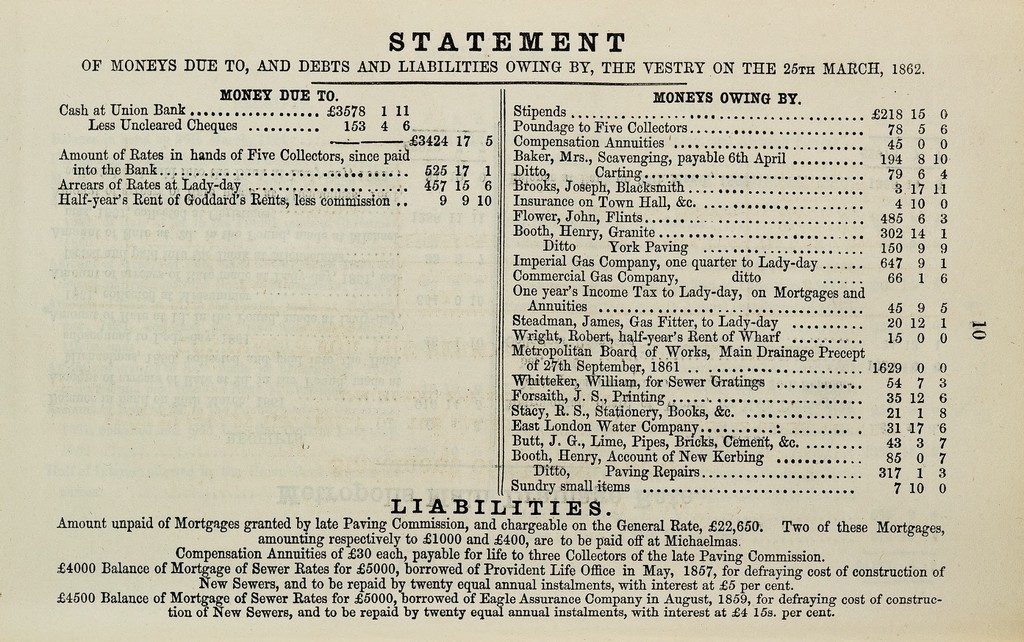 STATEMENT
OF MONEYS DUE TO, AND DEBTS AND LIABILITIES OWING BY, THE VESTRY ON THE 25TH MARCH, 1862.
MONEY DUE TO.
Cash at Union Bank .................. £3578 1 11
Less Uncleared Cheques .......... 153 4 6
£3424 17 5
Amount of Rates in hands of Five Collectors, since paid
into the Bank.................................... 525 17 1
Arrears of Rates at Lady-day ........................ 457 15 6
Half-year's Rent of Goddard's Rents, less commission .. 9 9 10
MONEYS OWING BY.
Stipends ............................................ £218 15 0
Poundage to Five Collectors.......................... 78 5 6
Compensation Annuities .............................. 45 0 0
Baker, Mrs., Scavenging, payable 6th April .......... 194 8 10
Ditto, Carting............................ 79 6 4
Brooks, Joseph, Blacksmith........................... 3 17 11
Insurance on Town Hall, &c. ......................... 4 10 0
Flower, John, Flints................................. 485 6 3
Booth, Henry, Granite ............................... 302 14 1
Ditto York Paving ........................ 150 9 9
Imperial Gas Company, one quarter to Lady-day ...... 647 9 1
Commercial Gas Company, ditto ...... 66 1 6
One year's Income Tax to Lady-day, on Mortgages and
Annuities ....................................... 45 9 5
Steadman, James, Gas Fitter, to Lady-day .......... 20 12 1
Wright, Robert, half-year's Rent of Wharf .......... 15 0 0
Metropolitan Board of Works, Main Drainage Precept
of 27th September, 1861 .......................... 1629 0 0
Whitteker, William, for Sewer Gratings .............. 54 7 3
Forsaith, J. S., Printing ........................... 35 12 6
Stacy, R. S., Stationery, Books, &c. ................ 21 1 8
East London Water Company............................ 31 17 6
Butt, J. G., Lime, Pipes, Bricks, Cement, &c. ........ 43 3 7
Booth, Henry, Account of New Kerbing ............ 85 0 7
Ditto, Paving Repairs....................... 317 1 3
Sundry small items .................................. 7 10 0
10
LIABILITIES.
Amount unpaid of Mortgages granted by late Paving Commission, and chargeable on the General Rate, £22,650. Two of these Mortgages,
amounting respectively to £1000 and £400, are to be paid off at Michaelmas.
Compensation Annuities of £30 each, payable for life to three Collectors of the late Paving Commission.
£4000 Balance of Mortgage of Sewer Rates for £5000, borrowed of Provident Life Office in May, 1857, for defraying cost of construction of
New Sewers, and to be repaid by twenty equal annual instalments, with interest at £5 per cent.
£4500 Balance of Mortgage of Sewer Rates for £5000, borrowed of Eagle Assurance Company in August, 1859, for defraying cost of construc-
tion of New Sewers, and to be repaid by twenty equal annual instalments, with interest at £4 15s. per cent.